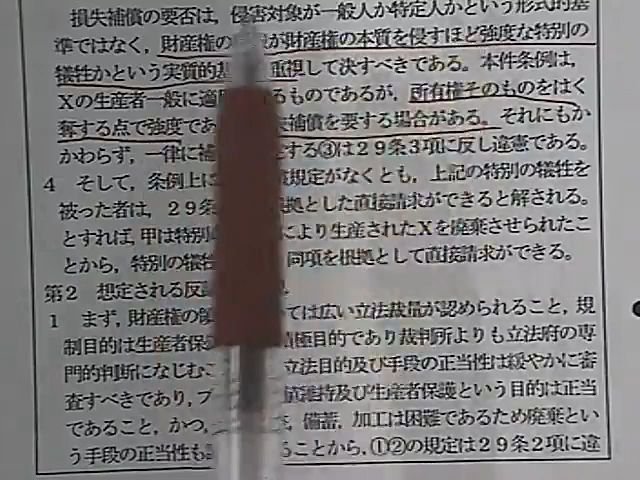 損失補償の要否は，侵害対象が一般人か特定人かという形式的基
準ではなく，財産権の が財産権の本質を侵すほど強度な特別の
犠牲かという実質的基 重視して決すべきである。本件条例は，
Xの生産者一般に適 るものであるが，所有権そのものをはく
奪する点で強度であ 補償を要する場合がある。それにもか
かわらず，一律に補 する③は２９条３項に反し違憲である。
4 そして，条例上に 規定がなくとも，上記の特別の犠牲を
被った者は，２９条 拠とした直接請求ができると解される。
とすれば，甲は特別 により生産されたXを廃棄させられたこ
とから，特別の犠牲 同項を根拠として直接請求ができる。
第２ 想定される反
1 まず，財産権の ては広い立法裁量が認められること，規
制目的は生産者保 積極目的であり裁判所よりも立法府の専
門的判断になじむこ 立法目的及び手段の正当性は緩やかに審
査すべきであり， 維持及び生産者保護という目的は正当
であること，かつ， 備蓄，加工は困難であるため廃棄とい
う手段の正当性も ことから，①②の規定は２９条２項に違